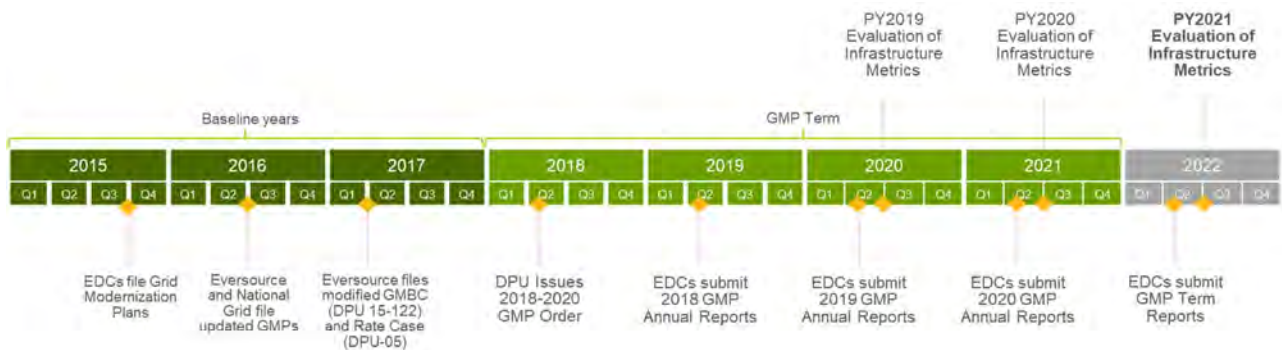 PY2019
Evaluation of
Infrastructure
Metrics
PY2020
Evaluation of
Infrastructure
Metrics
PY2021
Evaluation of
Infrastructure
Metrics
Baseline years
GMP Term
2015
2016
2017
2018
2019
2020
2021
2022
Q1 Q2 Q3 Q4
Q1 Q2 Q3 Q4
Q1 Q2 Q3 Q4
Q1 Q2 Q3 Q4
Q1 Q2 Q3 Q4
Q1 Q2 Q3 Q4
Q1 Q2 Q3 Q4
Q1 Q2 Q3 Q4
EDCs file Grid
Modernization
Plans
Eversource
and National
Grid file
updated GMPs
Eversource files
modified GMBC
(DPU 15-122)
and Rate Case
(DPU-05)
DPU Issues
2018-2020
GMP Order
EDCs submit
2018 GMP
Annual Reports
EDCs submit
2019 GMP
Annual Reports
EDCs submit
2020 GMP
Annual Reports
EDCs submit
GMP Term
Reports